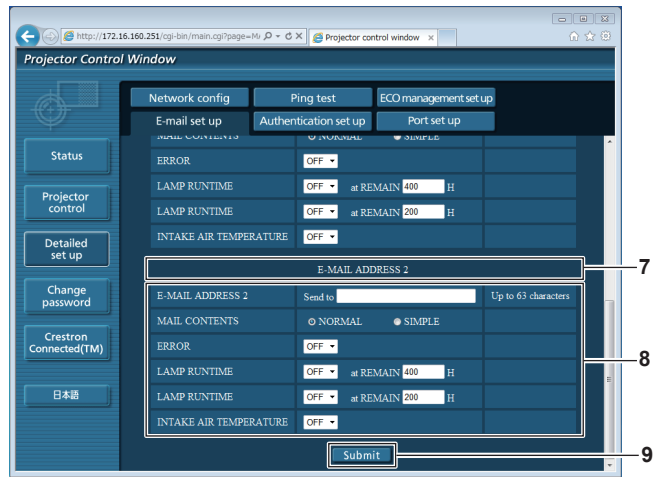 http://172.16.160.251/cgi-bin/main.cgi?page=M
Projector control window
Projector Control Window
Network config Ping test ECO management set up
E-mail set up Authentication set up Port set up
Status
Projector control
Detailed set up
Change password
Crestron Connected(TM)
日本語
MAIL CONTENTS NORMAL SIMPLE
ERROR OFF
LAMP RUNTIME OFF at REMAIN 400 H
LAMP RUNTIME OFF at REMAIN 200 H
INTAKE AIR TEMPERATURE OFF
E-MAIL ADDRESS 2 7
E-MAIL ADDRESS 2 Send to Up to 63 characters
MAIL CONTENTS NORMAL SIMPLE
ERROR OFF
8
LAMP RUNTIME OFF at REMAIN 400 H
LAMP RUNTIME OFF at REMAIN 200 H
INTAKE AIR TEMPERATURE OFF
Submit 9